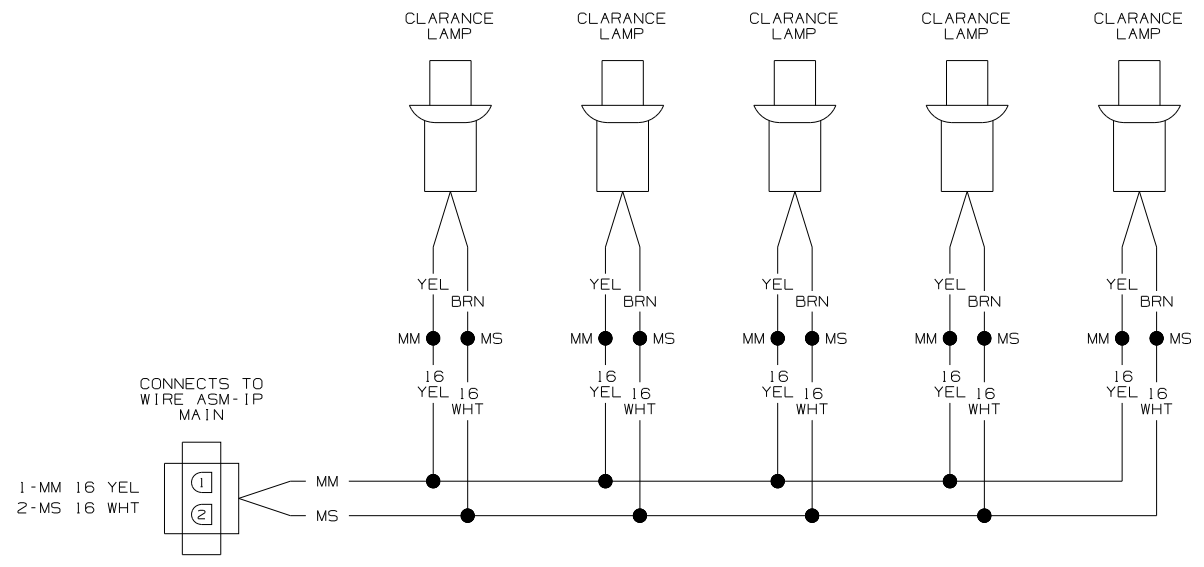 CLARANCE
LAMP
CLARANCE
LAMP
CLARANCE
LAMP
CLARANCE
LAMP
CLARANCE
LAMP
YEL
BRN
YEL
BRN
YEL
BRN
YEL
BRN
YEL
BRN
MM
MS
MM
MS
MM
MS
MM
MS
MM
MS
16
YEL
16
WHT
16
YEL
16
WHT
16
YEL
16
WHT
16
YEL
16
WHT
16
YEL
16
WHT
CONNECTS TO
WIRE ASM-IP
MAIN
1-MM 16 YEL
2-MS 16 WHT
1
2
MM
MS